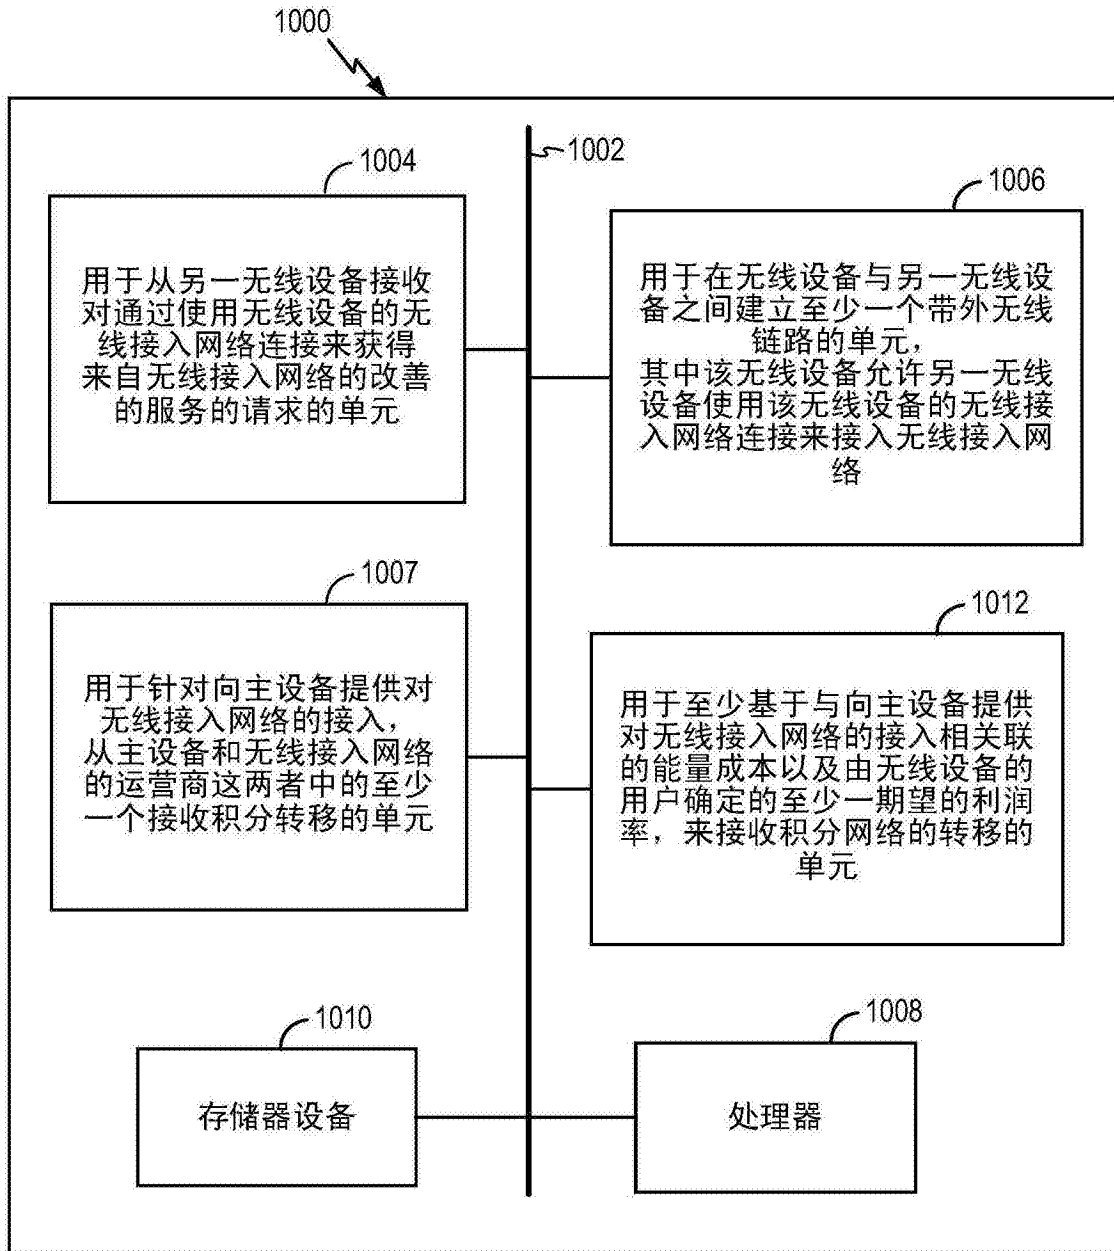 1000
1002
1004
用于从另一无线设备接收
对通过使用无线设备的无
线接入网络连接来获得
来自无线接入网络的改善
的服务的请求的单元
1006
用于在无线设备与另一无线设
备之间建立至少一个带外无线
链路的单元，
其中该无线设备允许另一无线
设备使用该无线设备的无线接
入网络连接来接入无线接入网
络
1007
用于针对向主设备提供对
无线接入网络的接入，
从主设备和无线接入网络
的运营商这两者中的至少
一个接收积分转移的单元
1012
用于至少基于与向主设备提供
对无线接入网络的接入相关联
的能量成本以及由无线设备的
用户确定的至少一期望的利润
率，来接收积分网络的转移的
单元
1010
存储器设备
1008
处理器